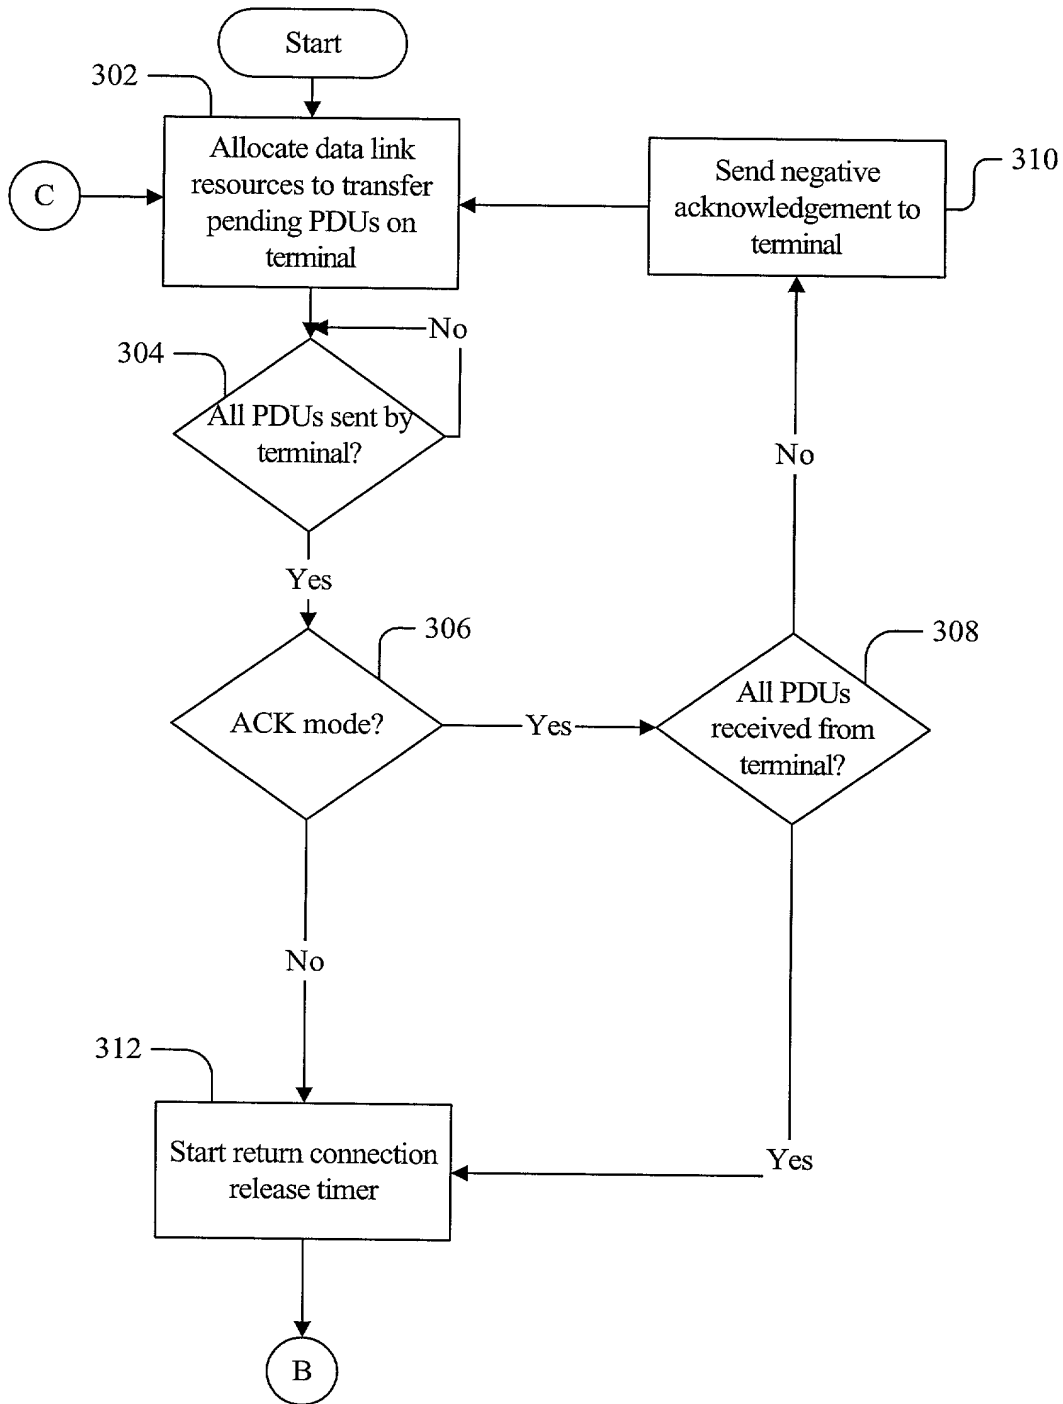 Start
302
Allocate data link
resources to transfer
pending PDUs on
terminal
C
Send negative
acknowledgement to
terminal
310
No
304
All PDUs sent by
terminal?
No
Yes
306
ACK mode?
Yes
308
All PDUs
received from
terminal?
No
312
Start return connection
release timer
Yes
B